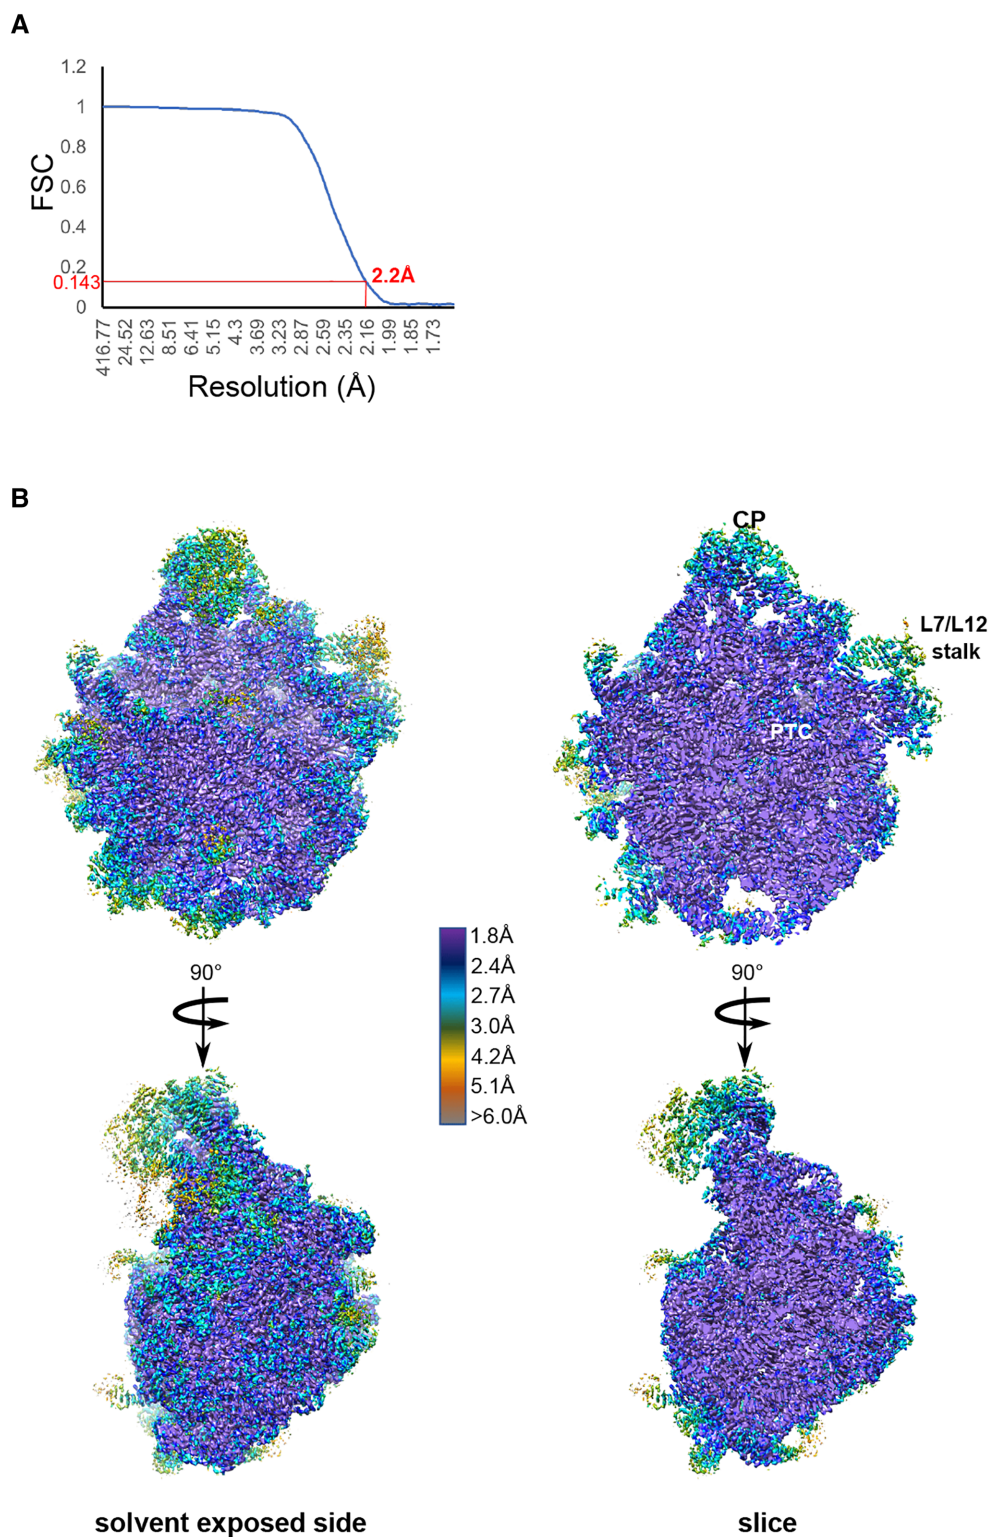 A
1.2
1
0.8
0.6
0.4
0.2
0.143
0
FSC
2.2Å
416.77
24.52
12.63
8.51
6.41
5.15
4.3
3.69
3.23
2.87
2.59
2.35
2.16
1.99
1.85
1.73
Resolution (Å)
B
CP
L7/L12
stalk
PTC
1.8Å
2.4Å
2.7Å
3.0Å
4.2Å
5.1Å
>6.0Å
90°
90°
solvent exposed side
slice